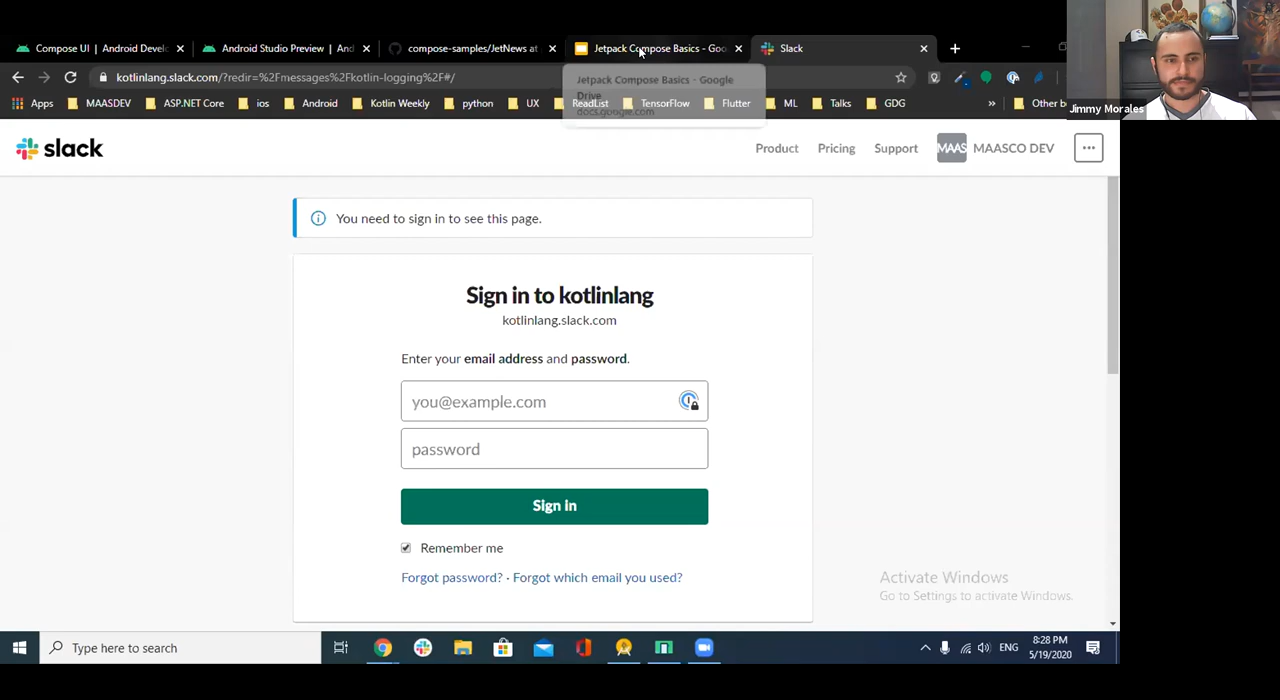 Compose UI | Android Devel
Android Studio Preview | And
compose-samples/JetNews at
Jetpack Compose Basics - Goo
Slack
kotlinlang.slack.com/?redir=%2Fmessages%2Fkotlin-logging%2F#/
Jetpack Compose Basics - Google
Drive
docs.google.com
Apps
MAASDEV
ASP.NET Core
ios
Android
Kotlin Weekly
python
UX
ReadList
TensorFlow
Flutter
ML
Talks
GDG
»
Other b
Jimmy Morales
slack
Product
Pricing
Support
MAAS
MAASCO DEV
You need to sign in to see this page.
Sign in to kotlinlang
kotlinlang.slack.com
Enter your email address and password.
you@example.com
password
Sign in
Remember me
Forgot password? · Forgot which email you used?
Activate Windows
Go to Settings to activate Windows.
Type here to search
ENG
8:28 PM
5/19/2020